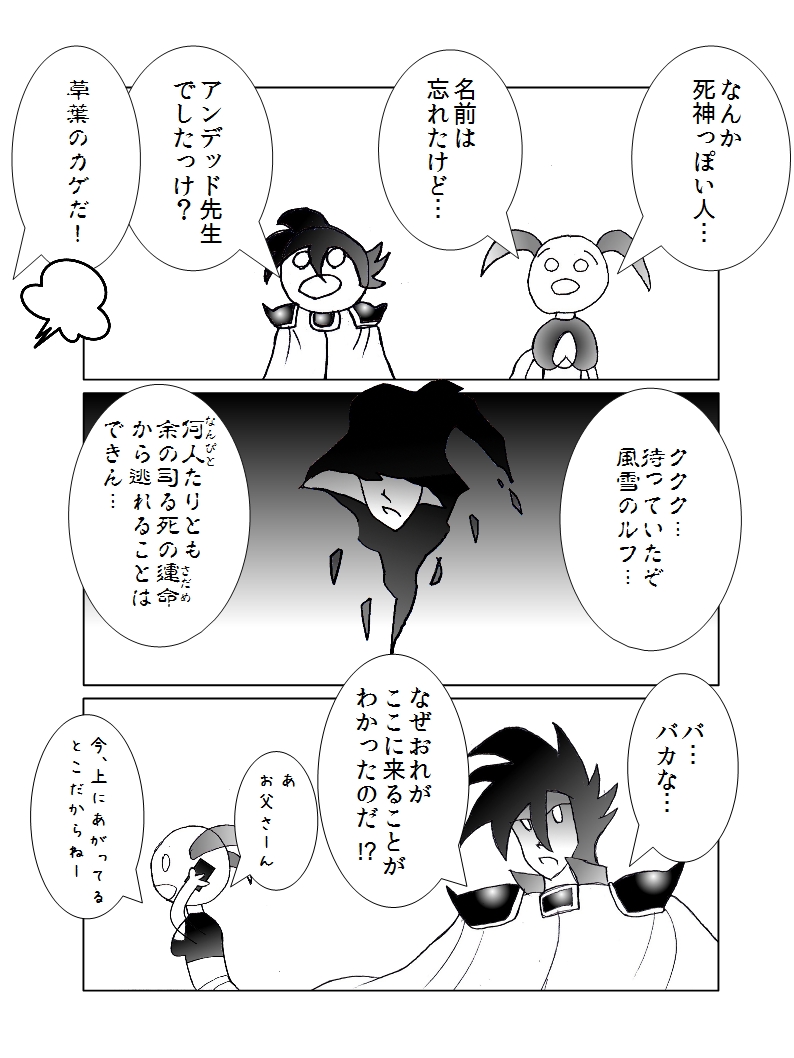 なんか
死神っぽい人…
名前は
忘れたけど…
アンデッド先生
でしたっけ？
草葉のカゲだ！
ククク…
待っていたぞ
風雪のルフ…
何人たりとも
なんぴと
余の司る死の運命
さだめ
から逃れることは
できん…
バ…
バカな…
なぜおれが
ここに来ることが
わかったのだ!?
あ
お父さーん
今、上にあがってる
とこだからねー